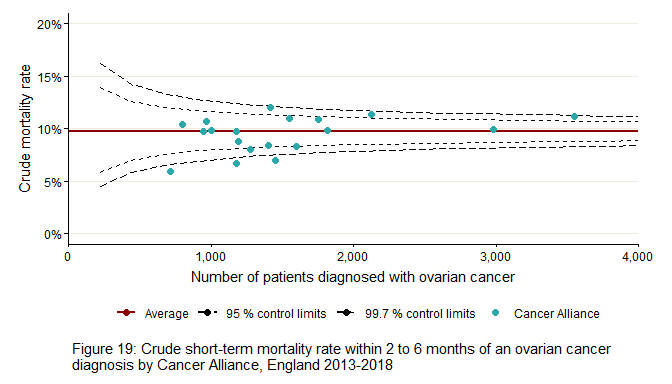 20%
15%
10%
5%
0%
Crude mortality rate
0 1,000 2,000 3,000 4,000
Number of patients diagnosed with ovarian cancer
Average 95 % control limits 99.7 % control limits Cancer Alliance
Figure 19: Crude short-term mortality rate within 2 to 6 months of an ovarian cancer
diagnosis by Cancer Alliance, England 2013-2018